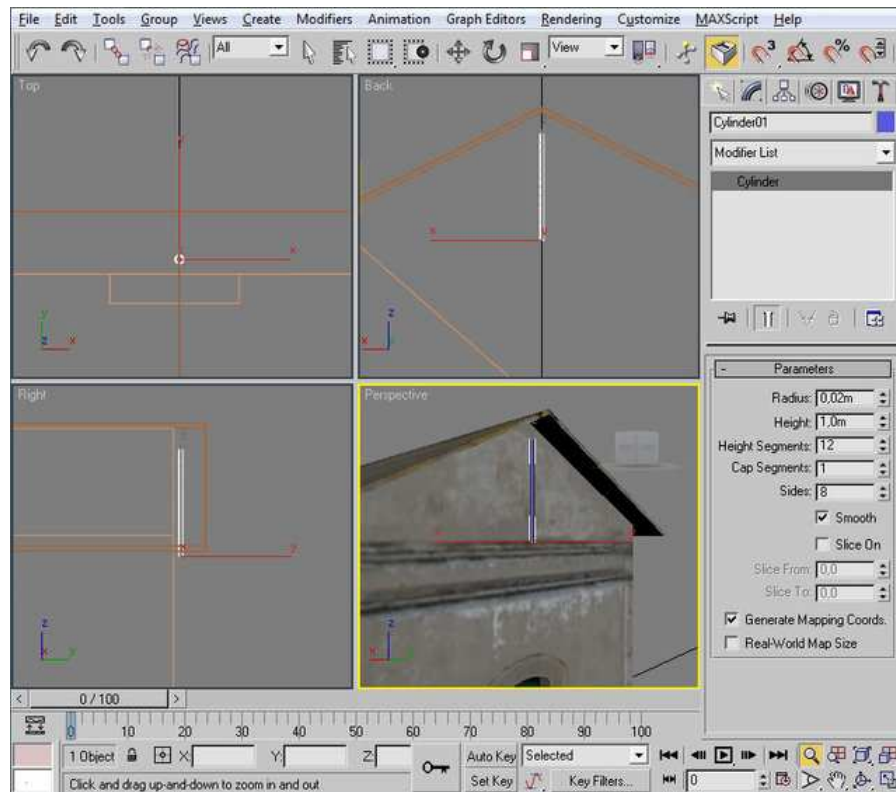 File Edit Tools Group Views Create Modifiers Animation Graph Editors Rendering Customize MAXScript Help
All View
Top Back
Cylinder01
Modifier List
Cylinder
Right Perspective
- Parameters
Radius: 0,02m
Height: 1,0m
Height Segments: 12
Cap Segments: 1
Sides: 8
Smooth
Slice On
Slice From: 0,0
Slice To: 0,0
Generate Mapping Coords.
Real-World Map Size
< 0 / 100 >
0 10 20 30 40 50 60 70 80 90 100
1 Object X: Y: Z: Auto Key Selected
Click and drag up-and-down to zoom in and out Set Key Key Filters... 0